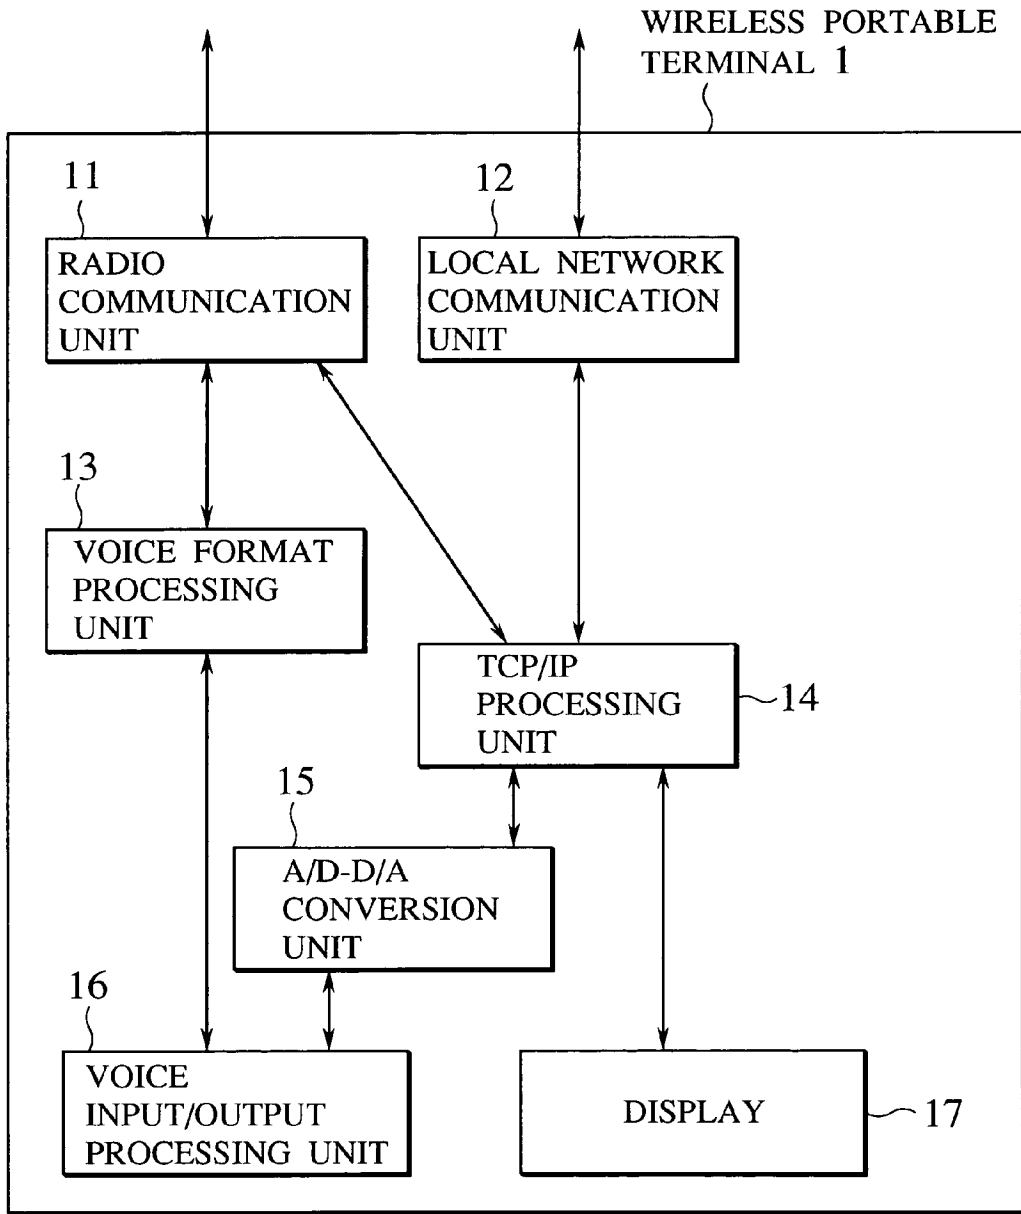 WIRELESS PORTABLE
TERMINAL 1
11
12
RADIO
COMMUNICATION
UNIT
LOCAL NETWORK
COMMUNICATION
UNIT
13
VOICE FORMAT
PROCESSING
UNIT
TCP/IP
PROCESSING
UNIT
14
15
A/D-D/A
CONVERSION
UNIT
16
VOICE
INPUT/OUTPUT
PROCESSING UNIT
DISPLAY
17